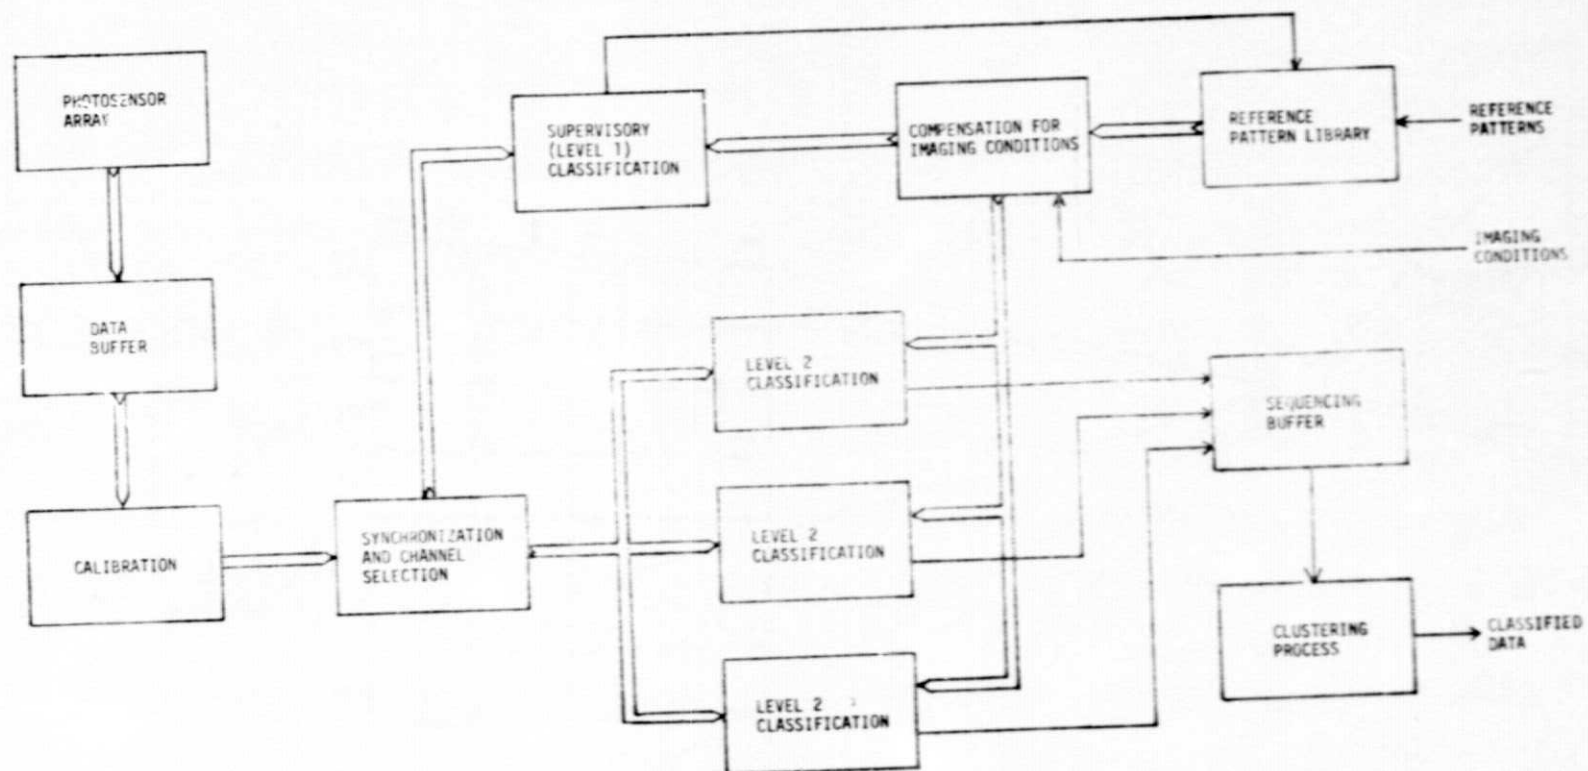 PHOTOSENSOR
ARRAY
SUPERVISORY
(LEVEL 1)
CLASSIFICATION
COMPENSATION FOR
IMAGING CONDITIONS
REFERENCE
PATTERN LIBRARY
REFERENCE
PATTERNS
IMAGING
CONDITIONS
DATA
BUFFER
LEVEL 2
CLASSIFICATION
SEQUENCING
BUFFER
CALIBRATION
SYNCHRONIZATION
AND CHANNEL
SELECTION
LEVEL 2
CLASSIFICATION
CLUSTERING
PROCESS
CLASSIFIED
DATA
LEVEL 2
CLASSIFICATION